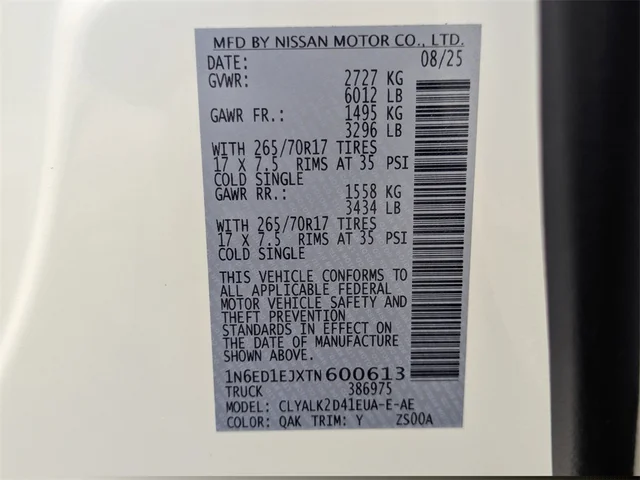 MFD BY NISSAN MOTOR CO., LTD.
DATE: 08/25
GVWR: 2727 KG
6012 LB
GAWR FR.: 1495 KG
3296 LB
WITH 265/70R17 TIRES
17 X 7.5 RIMS AT 35 PSI
COLD SINGLE
GAWR RR.: 1558 KG
3434 LB
WITH 265/70R17 TIRES
17 X 7.5 RIMS AT 35 PSI
COLD SINGLE
THIS VEHICLE CONFORMS TO
ALL APPLICABLE FEDERAL
MOTOR VEHICLE SAFETY AND
THEFT PREVENTION
STANDARDS IN EFFECT ON
THE DATE OF MANUFACTURE
SHOWN ABOVE.
1N6ED1EJXTN600613
TRUCK 386975
MODEL: CLYALK2D41EUA-E-AE
COLOR: QAK TRIM: Y ZS00A